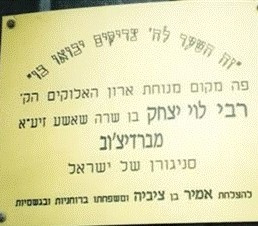 "זה השער לה' צדיקים יבואו בו"
פה מקום מנוחת ארון האלוקים הק'
רבי לוי יצחק בן שרה שאשע זיע"א
מברדיצ'וב
סניגורן של ישראל
להצלחת אמיר בן ציביה ומשפחתו ברוחניות ובגשמיות